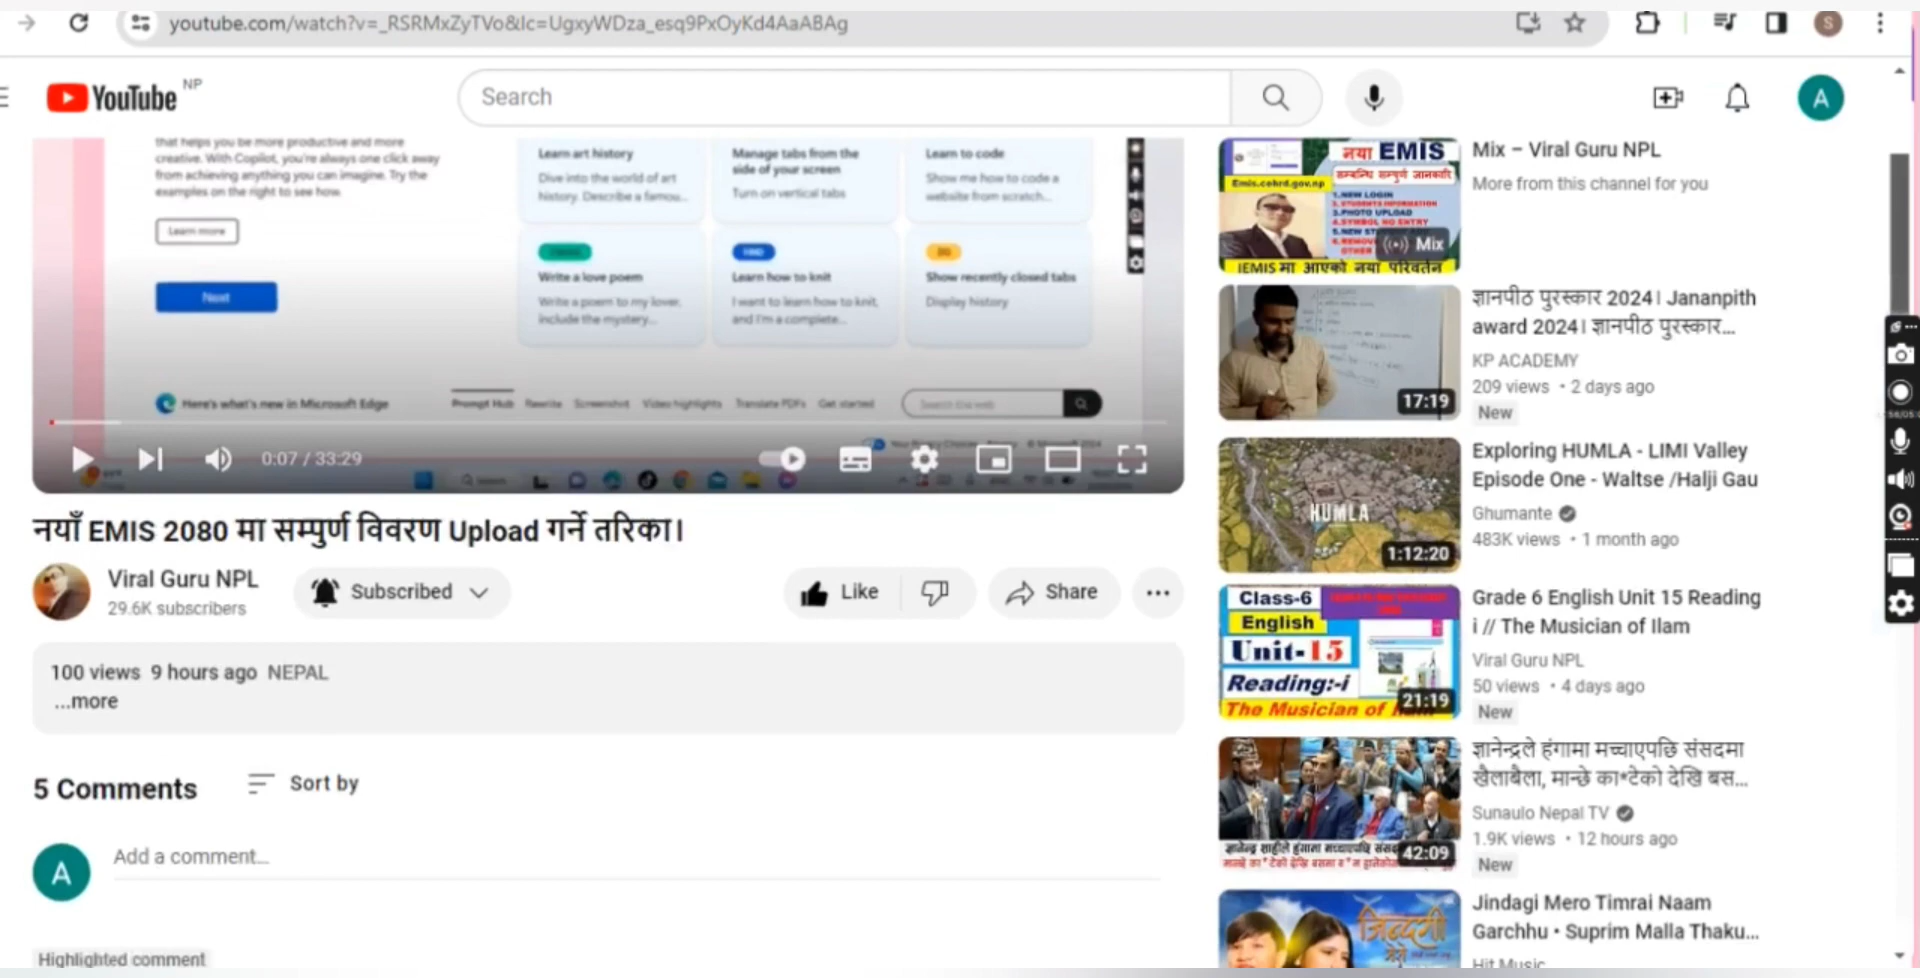 youtube.com/watch?v=_RSRMxZyTVo&lc=UgxyWDza_esq9PxOyKd4AaABAg
S
YouTube NP
Search
A
that helps you be more productive and more
creative. With Copilot, you're always one click away
from achieving anything you can imagine. Try the
examples on the right to see how.
Learn more
Next
Learn art history
Dive into the world of art
history. Describe a famou...
Manage tabs from the
side of your screen
Turn on vertical tabs
Learn to code
Show me how to code a
website from scratch...
Write a love poem
Write a poem to my lover,
include the mystery...
Learn how to knit
I want to learn how to knit,
and I'm a complete...
Show recently closed tabs
Display history
Here's what's new in Microsoft Edge
Prompt Hub Rewrite Screenshot Video highlights Translate PDFs Get started
Search the web
0:07 / 33:29
नयाँ EMIS 2080 मा सम्पुर्ण विवरण Upload गर्ने तरिका।
Viral Guru NPL
29.6K subscribers
Subscribed
Like
Share
100 views 9 hours ago NEPAL
...more
5 Comments
Sort by
A
Add a comment...
Highlighted comment
नया EMIS
सम्बन्धि सम्पुर्ण जानकारी
Emis.cehrd.gov.np
1.NEW LOGIN
2. STUDENTS INFORMATION
3.PHOTO UPLOAD
4.SYMBOL NO ENTRY
Mix
IEMIS मा आएको नया परिवर्तन
Mix – Viral Guru NPL
More from this channel for you
17:19
ज्ञानपीठ पुरस्कार 2024। Jananpith
award 2024। ज्ञानपीठ पुरस्कार...
KP ACADEMY
209 views • 2 days ago
New
HUMLA
1:12:20
Exploring HUMLA - LIMI Valley
Episode One - Waltse /Halji Gau
Ghumante
483K views • 1 month ago
Class-6
English
Unit-15
Reading:-i
21:19
The Musician of
Grade 6 English Unit 15 Reading
i // The Musician of Ilam
Viral Guru NPL
50 views • 4 days ago
New
42:09
ज्ञानेन्द्रले हंगामा मच्चाएपछि संसदमा
खैलाबैला, मान्छे का*टेको देखि बस...
Sunaulo Nepal TV
1.9K views • 12 hours ago
New
जिन्दगी
मेरो
Jindagi Mero Timrai Naam
Garchhu • Suprim Malla Thaku...
Hit Music